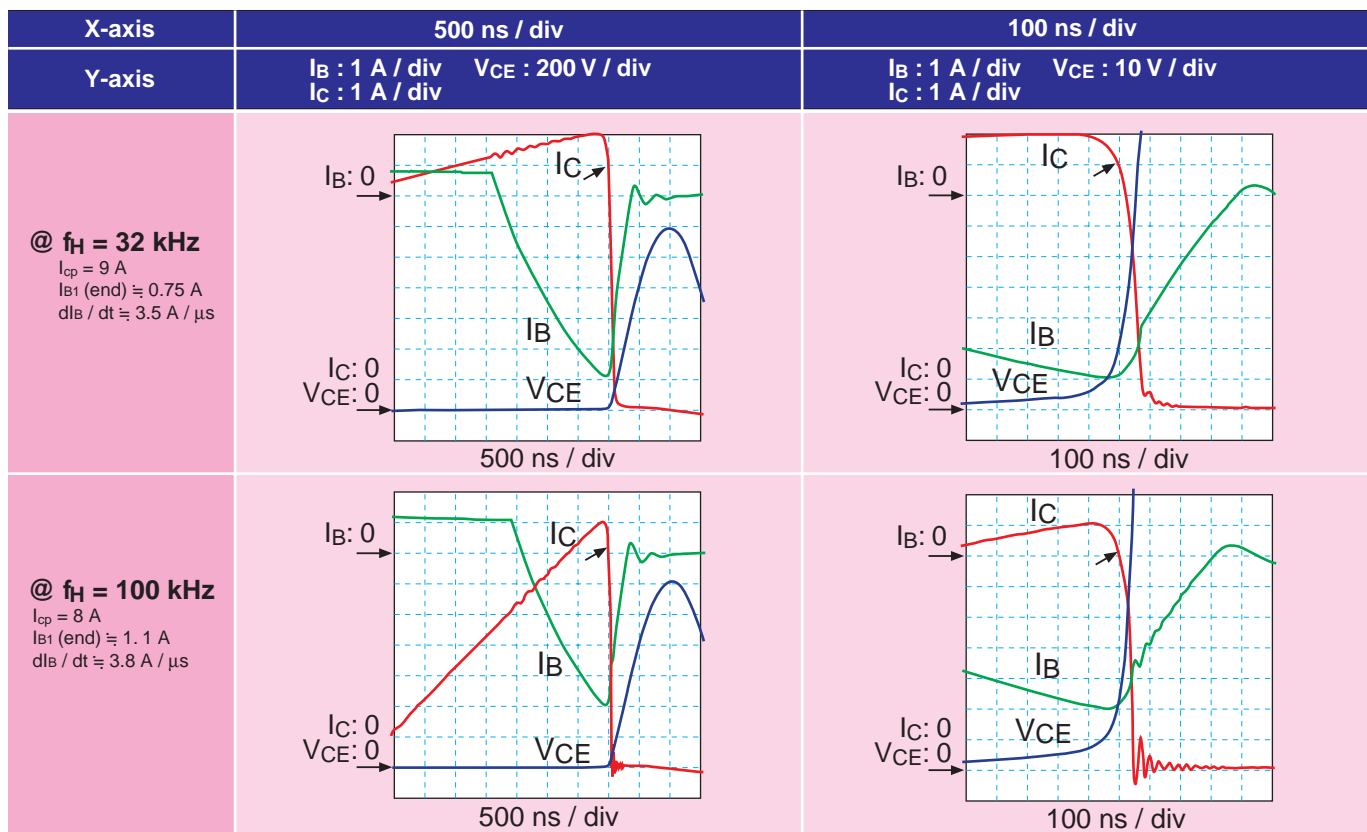 X-axis
500 ns / div
100 ns / div
Y-axis
IB : 1 A / div VCE : 200 V / div
IC : 1 A / div
IB : 1 A / div VCE : 10 V / div
IC : 1 A / div
@ fH = 32 kHz
Icp = 9 A
IB1 (end) ≒ 0.75 A
dIB / dt ≒ 3.5 A / μs
IB: 0
IC
IB
IC: 0
VCE: 0
VCE
500 ns / div
IB: 0
IC
IB
IC: 0
VCE: 0
VCE
100 ns / div
@ fH = 100 kHz
Icp = 8 A
IB1 (end) ≒ 1. 1 A
dIB / dt ≒ 3.8 A / μs
IB: 0
IC
IB
IC: 0
VCE: 0
VCE
500 ns / div
IB: 0
IC
IB
IC: 0
VCE: 0
VCE
100 ns / div